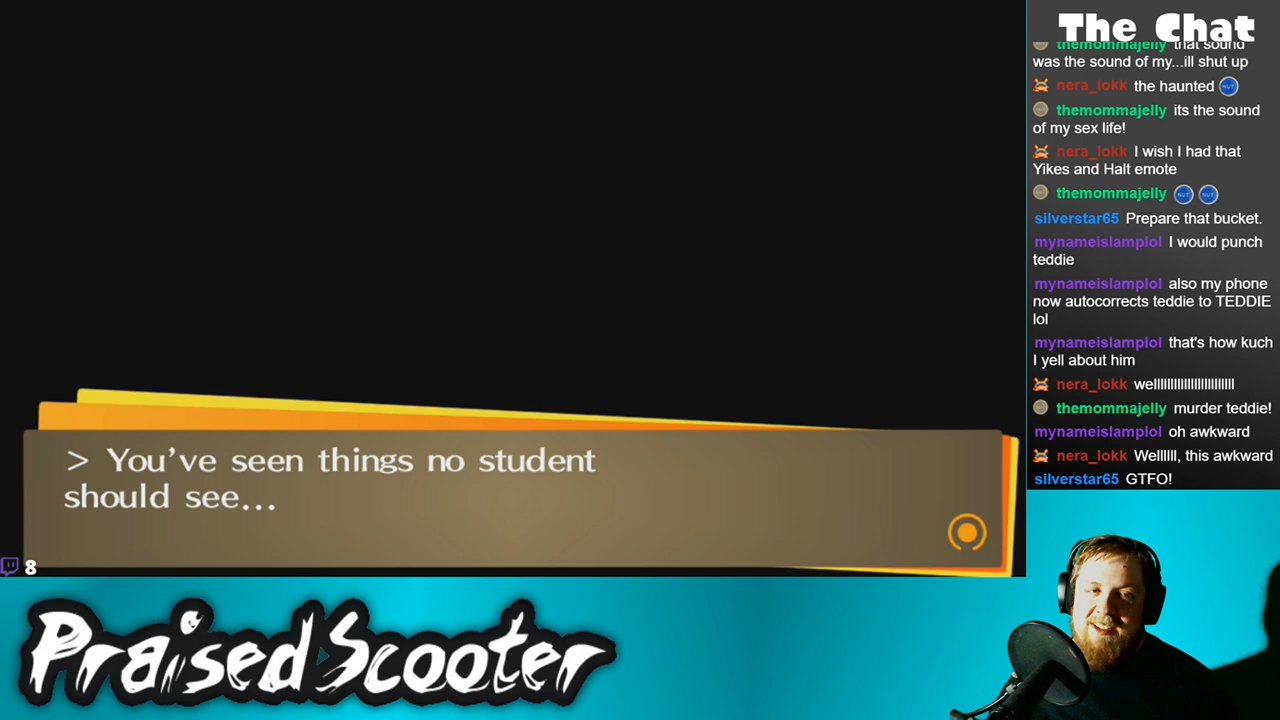 The Chat
themommajelly that sound
was the sound of my...ill shut up
nera_lokk the haunted NUT
themommajelly its the sound
of my sex life!
nera_lokk I wish I had that
Yikes and Halt emote
themommajelly NUT NUT
silverstar65 Prepare that bucket.
mynameislamplol I would punch
teddie
mynameislamplol also my phone
now autocorrects teddie to TEDDIE
lol
mynameislamplol that's how kuch
I yell about him
nera_lokk wellllllllllllllllllllllll
themommajelly murder teddie!
mynameislamplol oh awkward
nera_lokk Wellllll, this awkward
silverstar65 GTFO!
> You've seen things no student
should see...
8
PraisedScooter